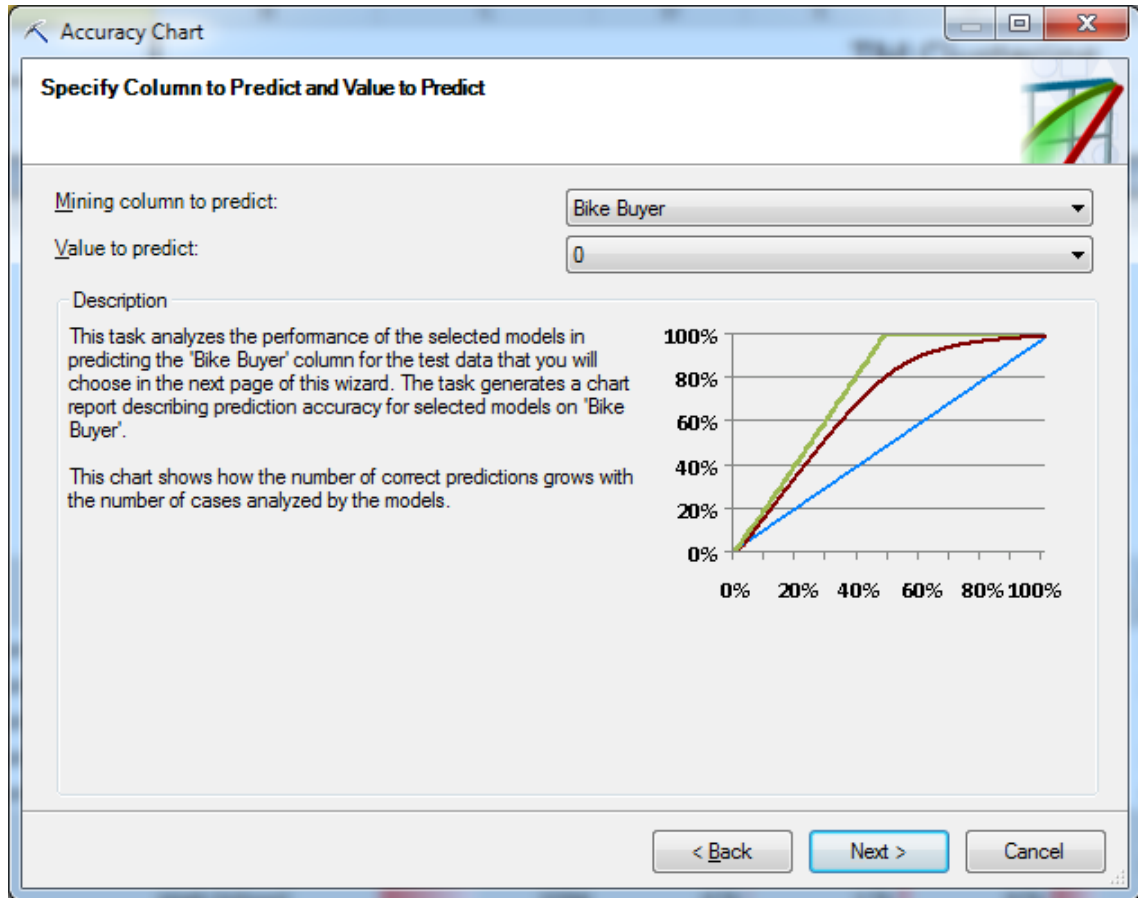 Accuracy Chart
Specify Column to Predict and Value to Predict
Mining column to predict:
Bike Buyer
Value to predict:
0
Description
This task analyzes the performance of the selected models in
predicting the 'Bike Buyer' column for the test data that you will
choose in the next page of this wizard. The task generates a chart
report describing prediction accuracy for selected models on 'Bike
Buyer'.
This chart shows how the number of correct predictions grows with
the number of cases analyzed by the models.
100%
80%
60%
40%
20%
0%
0% 20% 40% 60% 80% 100%
< Back
Next >
Cancel